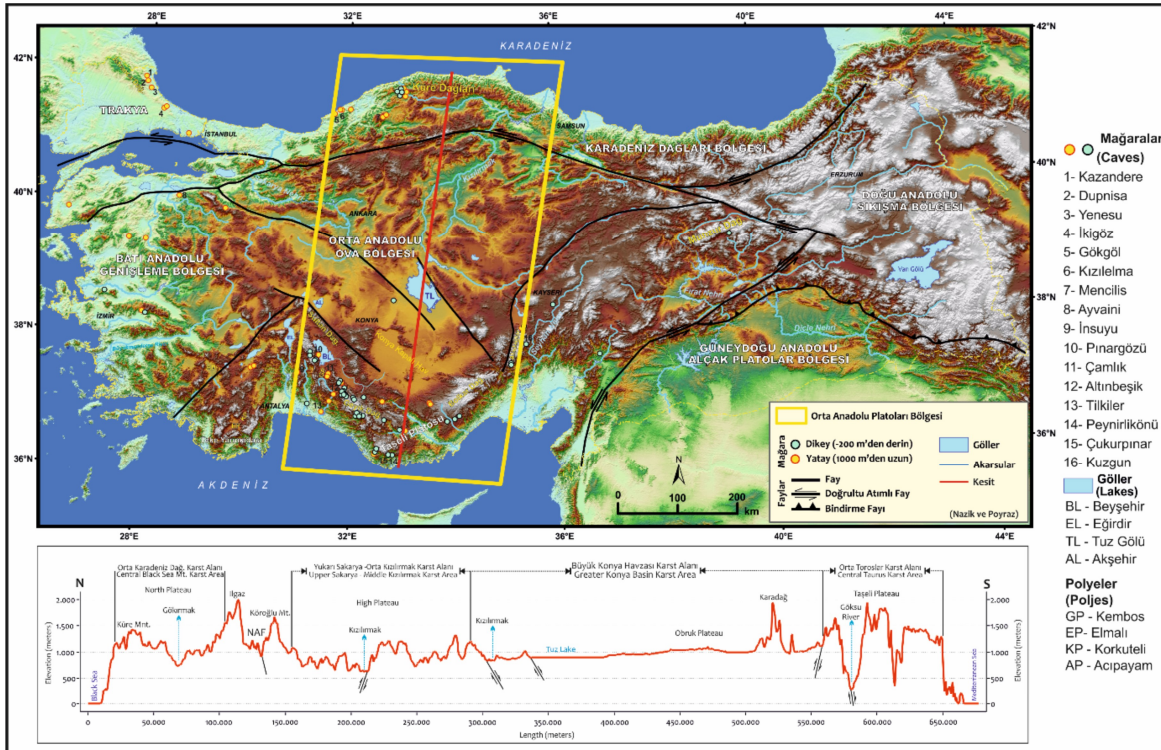 28°E 32°E 36°E 40°E 44°E
42°N
KARADENİZ
42°N
TRAKYA
2
3
4
İSTANBUL
Küre Dağları
SAMSUN
KARADENİZ DAĞLARI BÖLGESİ
40°N
40°N
ERZURUM
DOĞU ANADOLU
SIKIŞMA BÖLGESİ
ANKARA
ORTA ANADOLU
OVA BÖLGESİ
BATI ANADOLU
GENİŞLEME BÖLGESİ
Van Gölü
TL
KAYSERİ
Fırat Nehri
38°N
38°N
İZMİR
KONYA
AL
BL
10
Dicle Nehri
GÜNEYDOĞU ANADOLU
ALÇAK PLATOLAR BÖLGESİ
ANTALYA
13
Taşeli Platosu
36°N
36°N
AKDENİZ
N
0 100 200
km
28°E 32°E 36°E 40°E
Orta Anadolu Platoları Bölgesi
Mağara
Dikey (-200 m'den derin)
Yatay (1000 m'den uzun)
Göller
Akarsular
Kesit
Faylar
Fay
Doğrultu Atımlı Fay
Bindirme Fayı
(Nazik ve Poyraz)
Mağaralar
(Caves)
1- Kazandere
2- Dupnisa
3- Yenesu
4- İkigöz
5- Gökgöl
6- Kızılelma
7- Mencilis
8- Ayvaini
9- İnsuyu
10- Pınargözü
11- Çamlık
12- Altınbeşik
13- Tilkiler
14- Peynirlikönü
15- Çukurpınar
16- Kuzgun
Göller
(Lakes)
BL - Beyşehir
EL - Eğirdir
TL - Tuz Gölü
AL - Akşehir
Polyeler
(Poljes)
GP - Kembos
EP- Elmalı
KP - Korkuteli
AP - Acıpayam
N
Orta Karadeniz Dağ. Karst Alanı
Central Black Sea Mt. Karst Area
Yukarı Sakarya -Orta Kızılırmak Karst Alanı
Upper Sakarya - Middle Kızılırmak Karst Area
Büyük Konya Havzası Karst Alanı
Greater Konya Basin Karst Area
Orta Toroslar Karst Alanı
Central Taurus Karst Area
S
North Plateau
Ilgaz
High Plateau
Karadağ
Taşeli Plateau
Küre Mnt.
Gökırmak
Köroğlu Mt.
NAF
Kızılırmak
Kızılırmak
Tuz Lake
Obruk Plateau
Göksu
River
Elevation (meters)
2.000
1.500
1.000
500
0
Black Sea
2.000
1.500
1.000
500
0
Elevation (meters)
Mediterranean Sea
0 50.000 100.000 150.000 200.000 250.000 300.000 350.000 400.000 450.000 500.000 550.000 600.000 650.000
Length (meters)